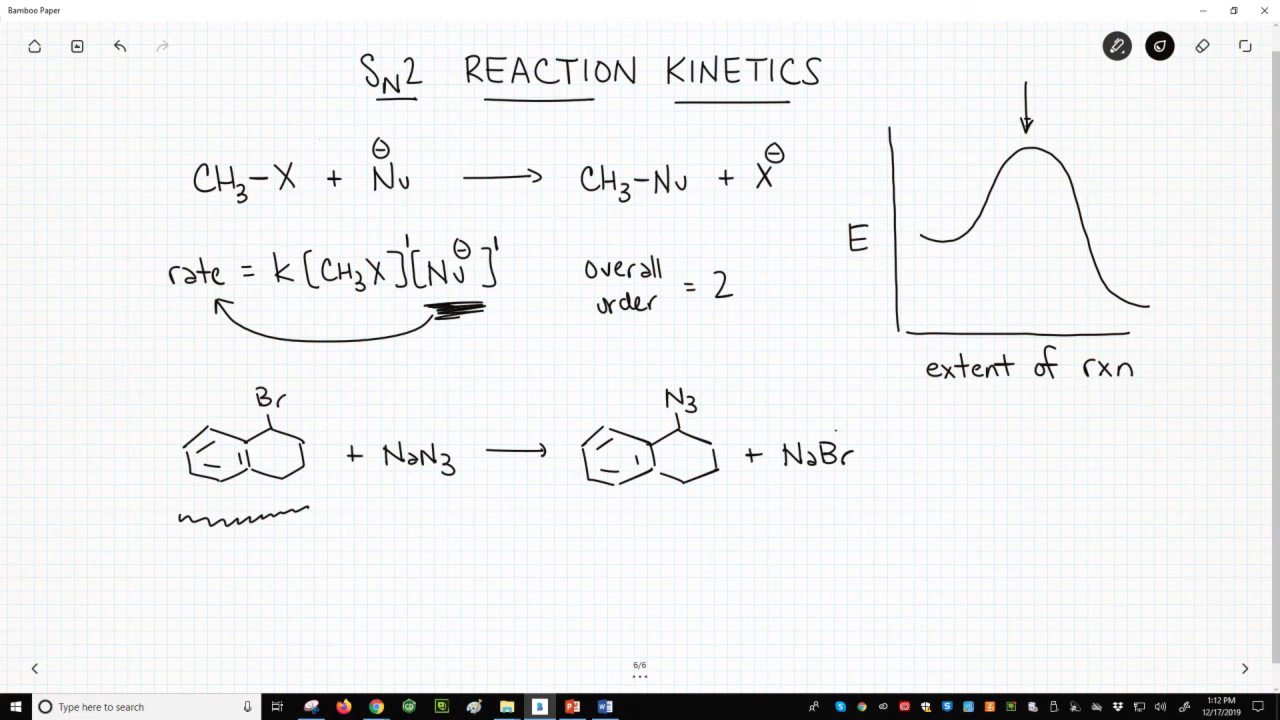 Bamboo Paper
SN2 REACTION KINETICS
CH3-X + Nu⊖ ⟶ CH3-Nu + X⊖
rate = k[CH3X]¹[Nu⊖]¹
overall order = 2
E
extent of rxn
Br
+ NaN3 ⟶
N3
+ NaBr
6/6
Type here to search
1:12 PM
12/17/2019